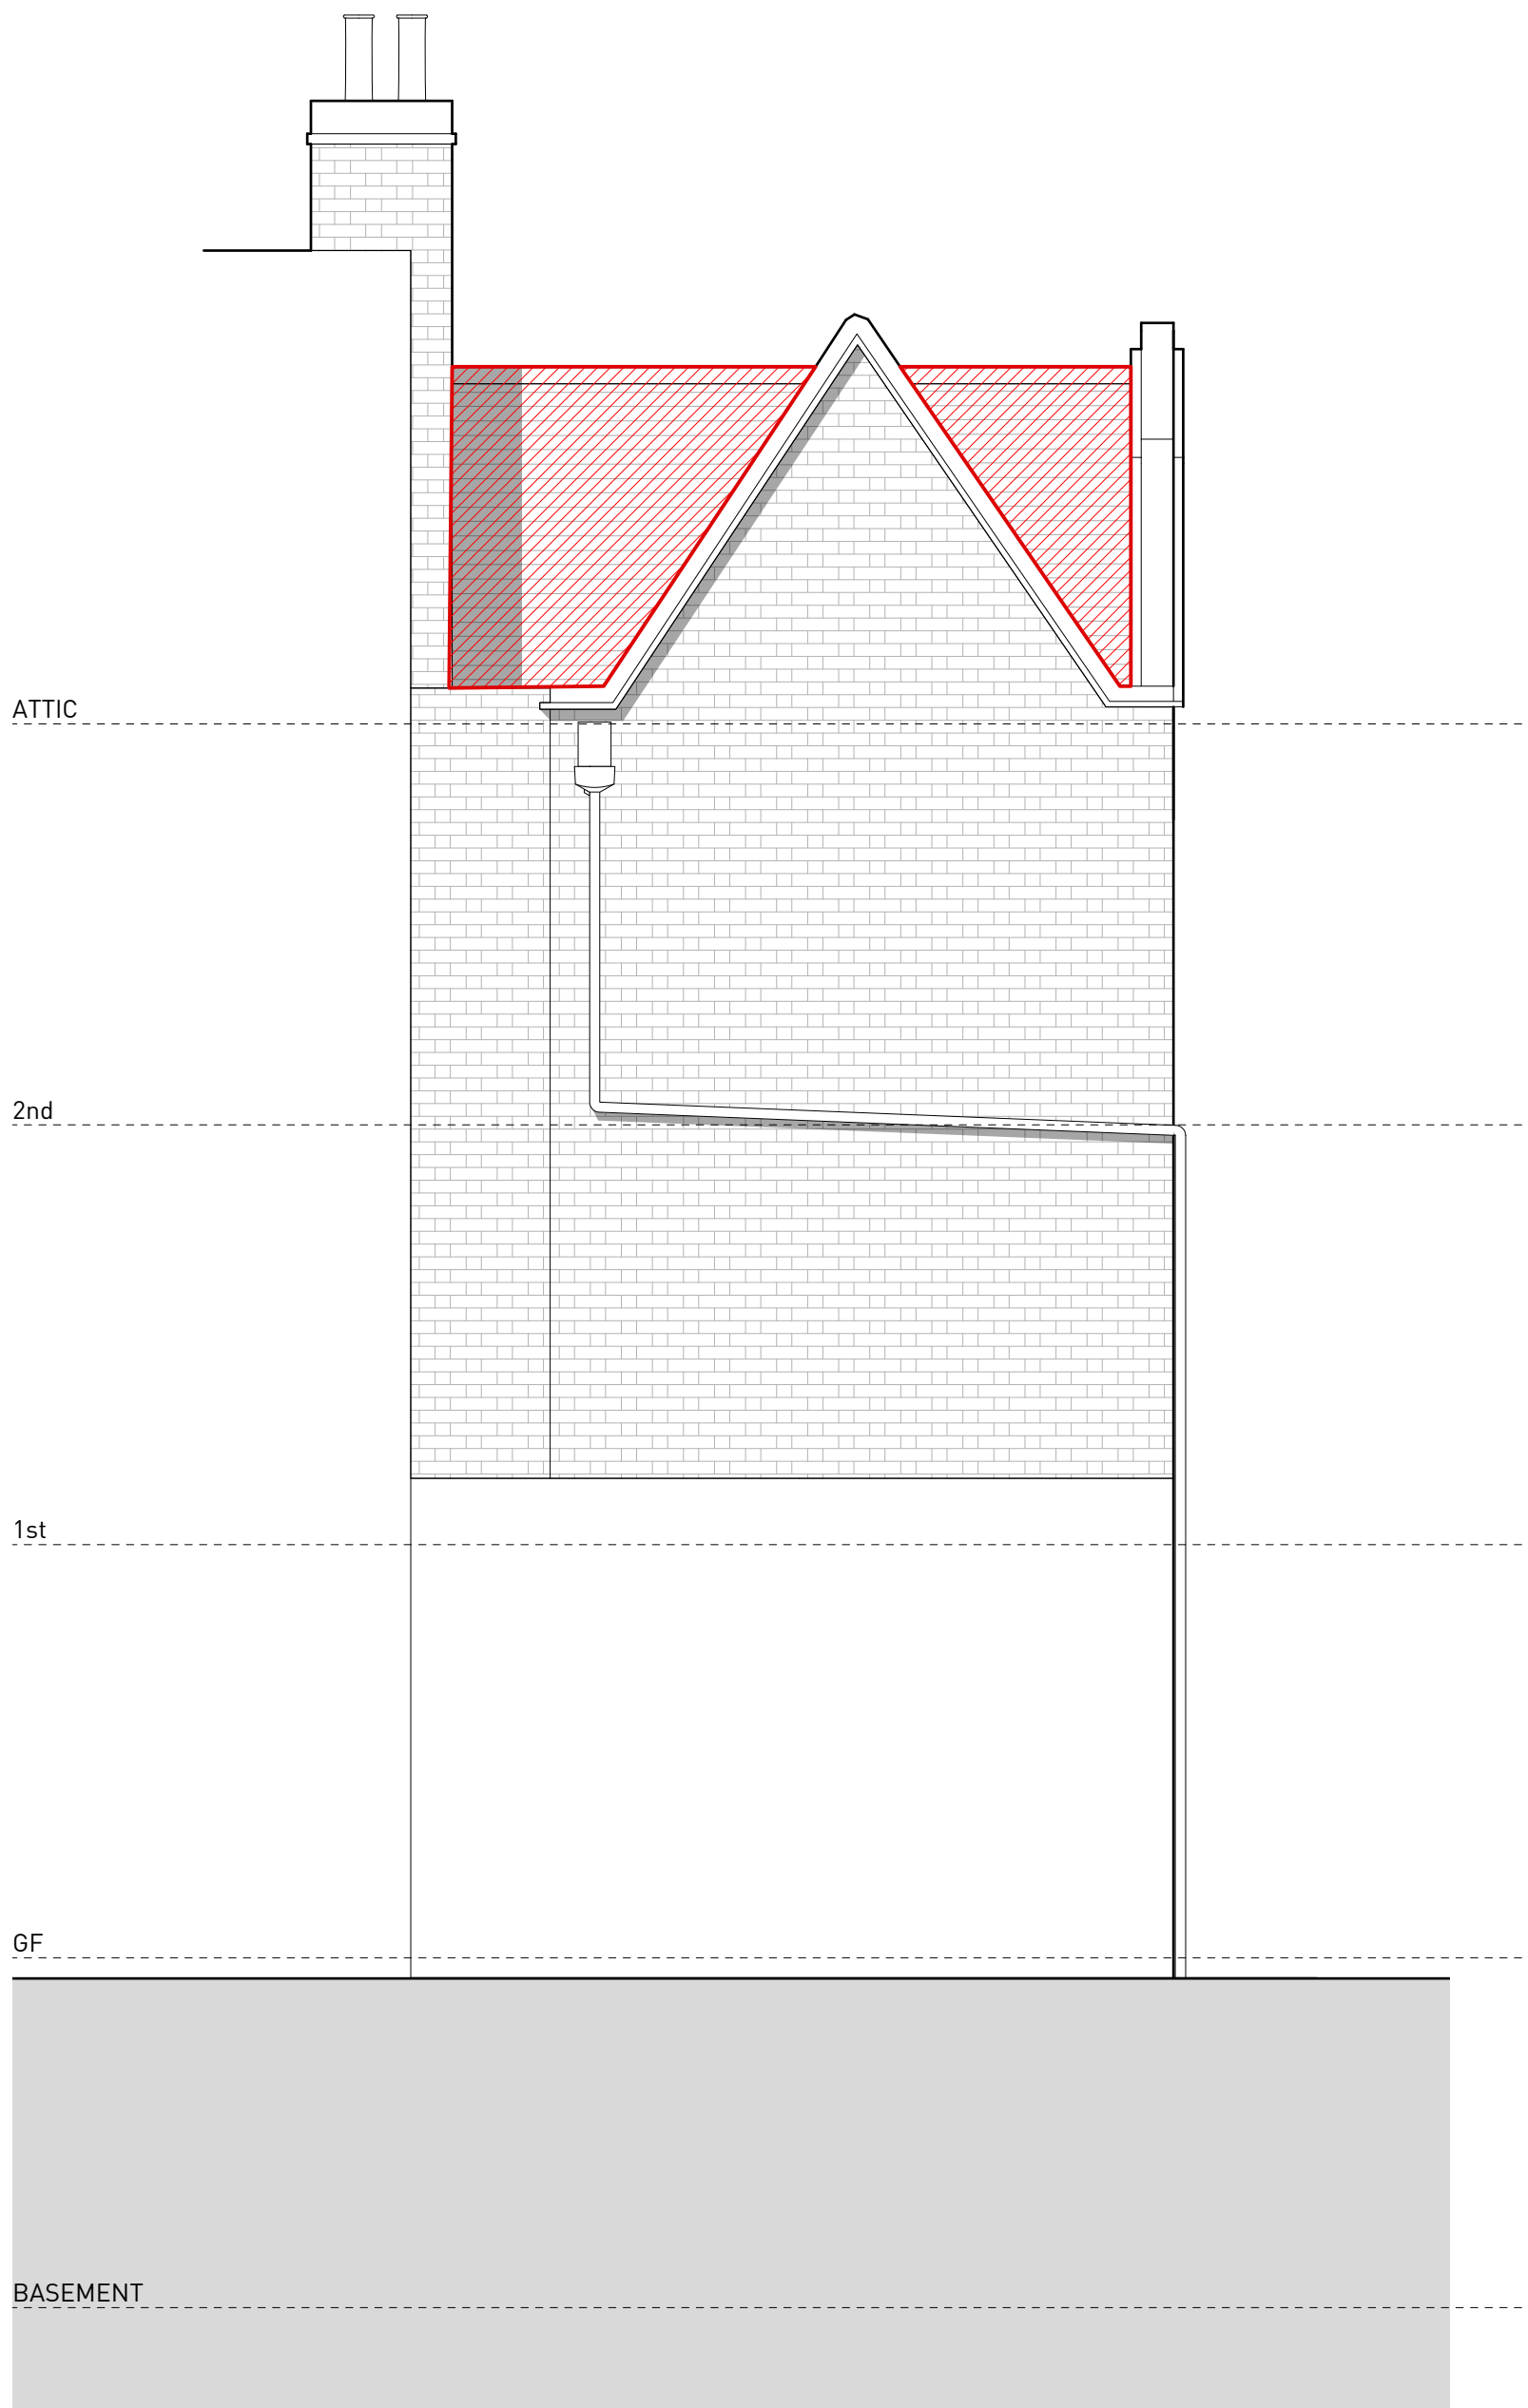 ATTIC
2nd
1st
GF
BASEMENT